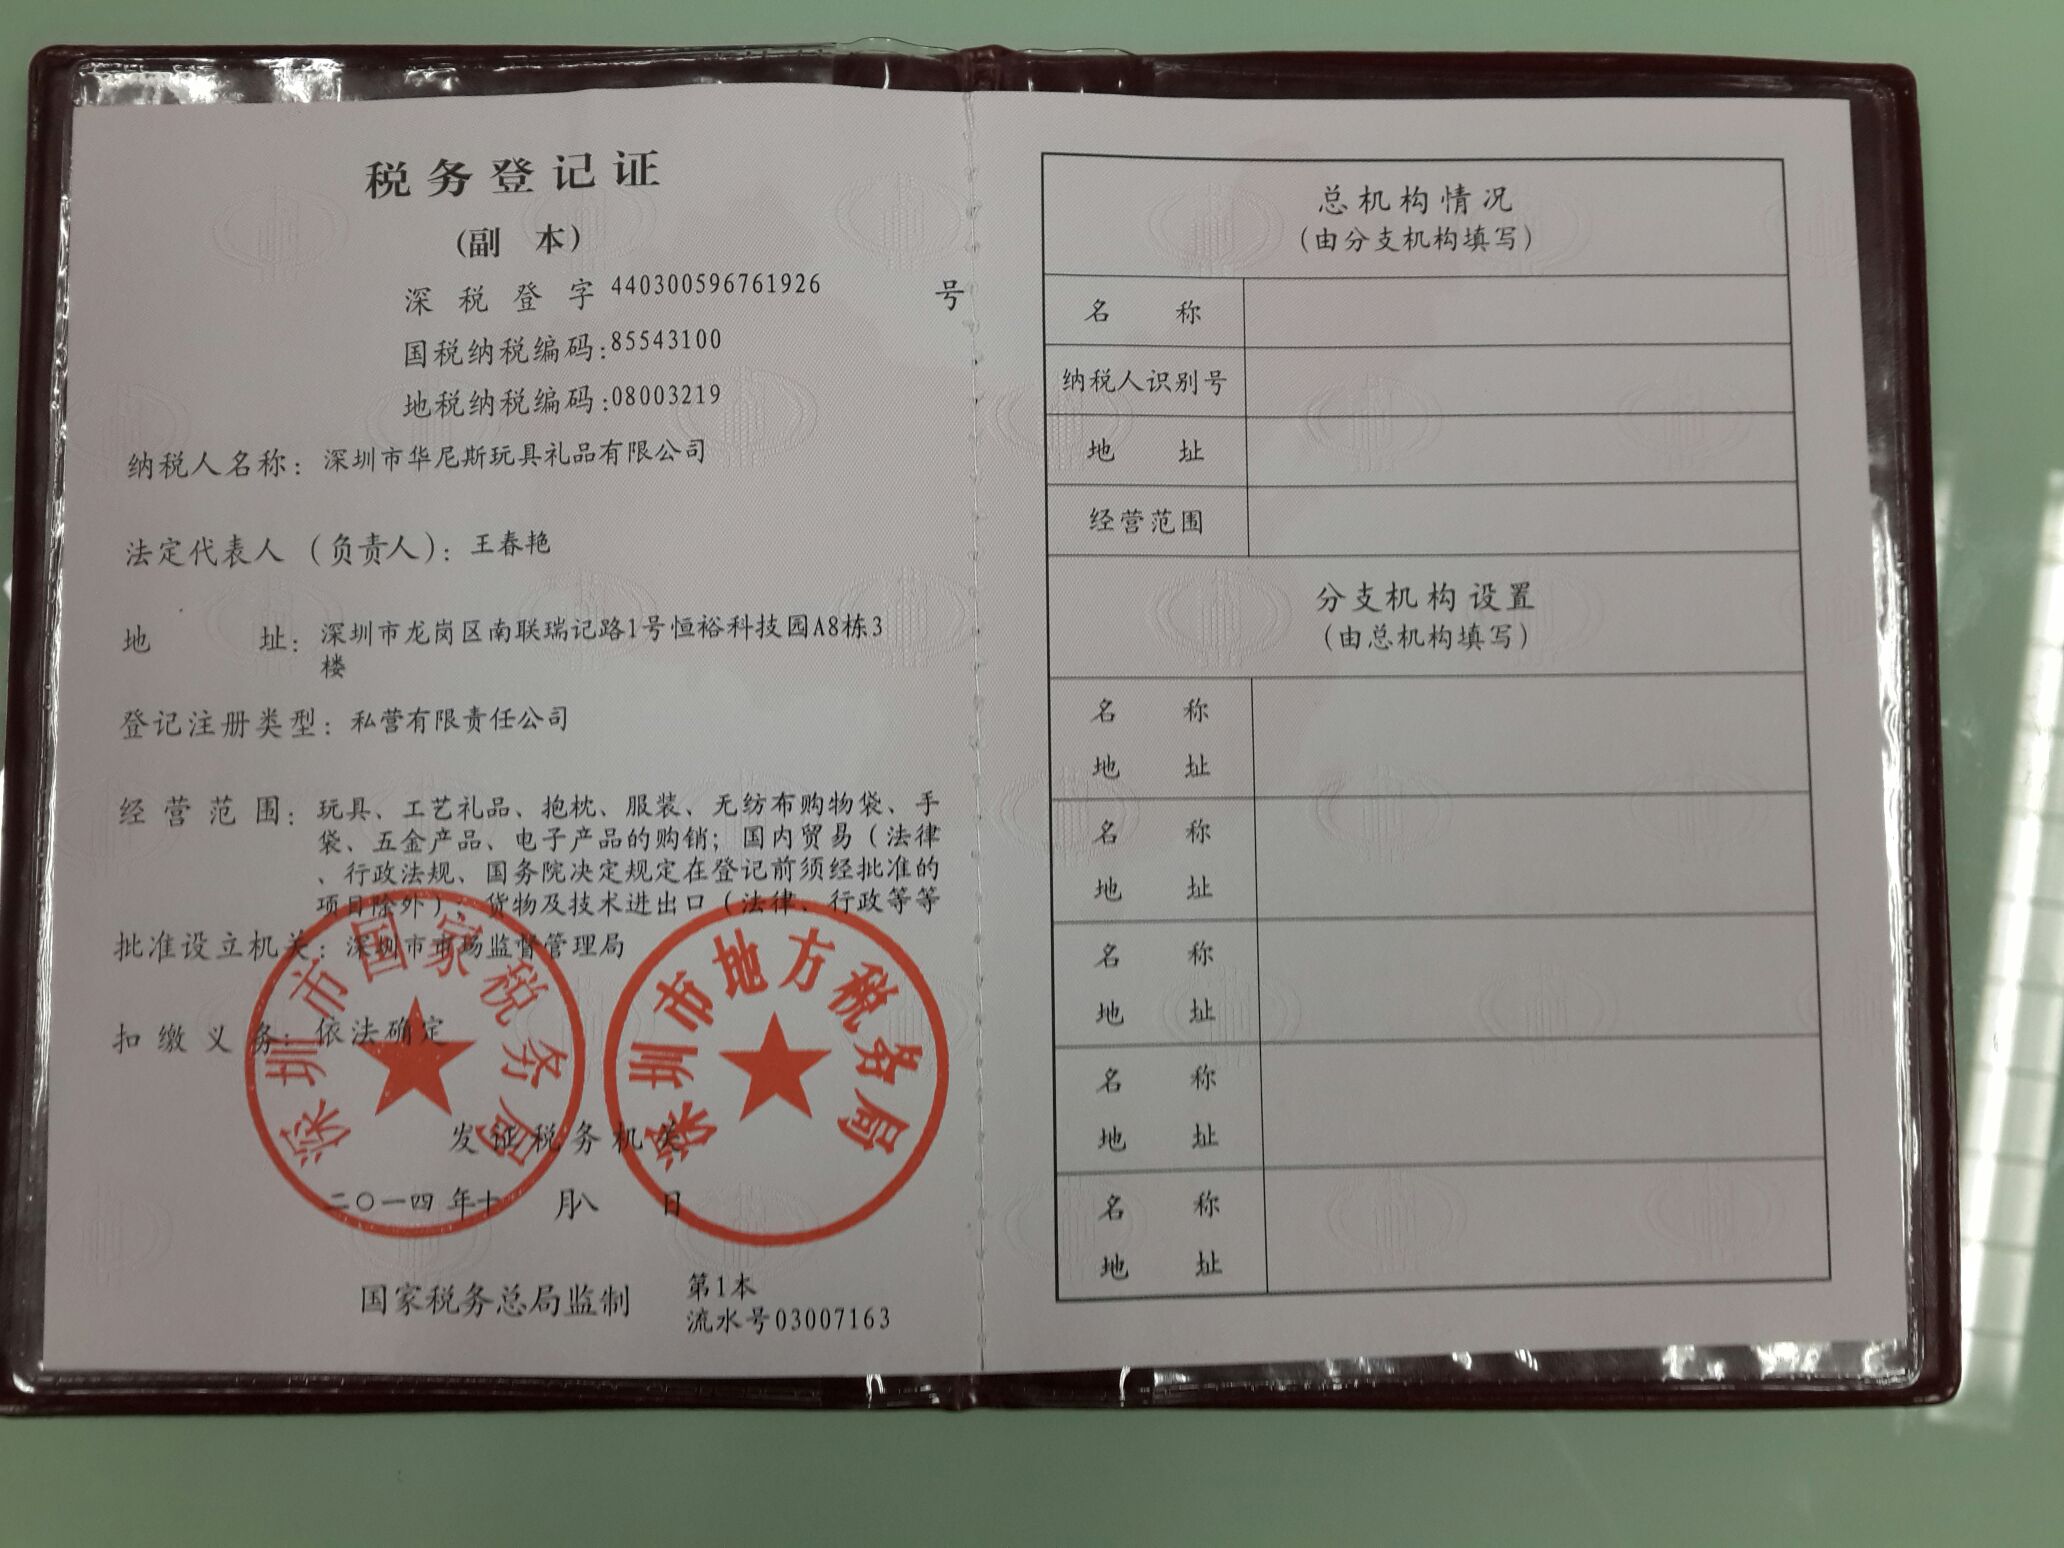 税务登记证
(副 本)
深税登字 440300596761926 号
国税纳税编码:85543100
地税纳税编码:08003219
纳税人名称：深圳市华尼斯玩具礼品有限公司
法定代表人（负责人）：王春艳
地 址：深圳市龙岗区南联瑞记路1号恒裕科技园A8栋3
楼
登记注册类型：私营有限责任公司
经营范围：玩具、工艺礼品、抱枕、服装、无纺布购物袋、手
袋、五金产品、电子产品的购销；国内贸易（法律
、行政法规、国务院决定规定在登记前须经批准的
项目除外）、货物及技术进出口（法律、行政等等
批准设立机关：深圳市市场监督管理局
扣缴义务：依法确定
深圳市国家税务局
深圳市地方税务局
发证税务机关
二〇一四 年十 月八 日
国家税务总局监制
第1本
流水号03007163
总机构情况
（由分支机构填写）
名 称
纳税人识别号
地 址
经营范围
分支机构设置
（由总机构填写）
名 称
地 址
名 称
地 址
名 称
地 址
名 称
地 址
名 称
地 址